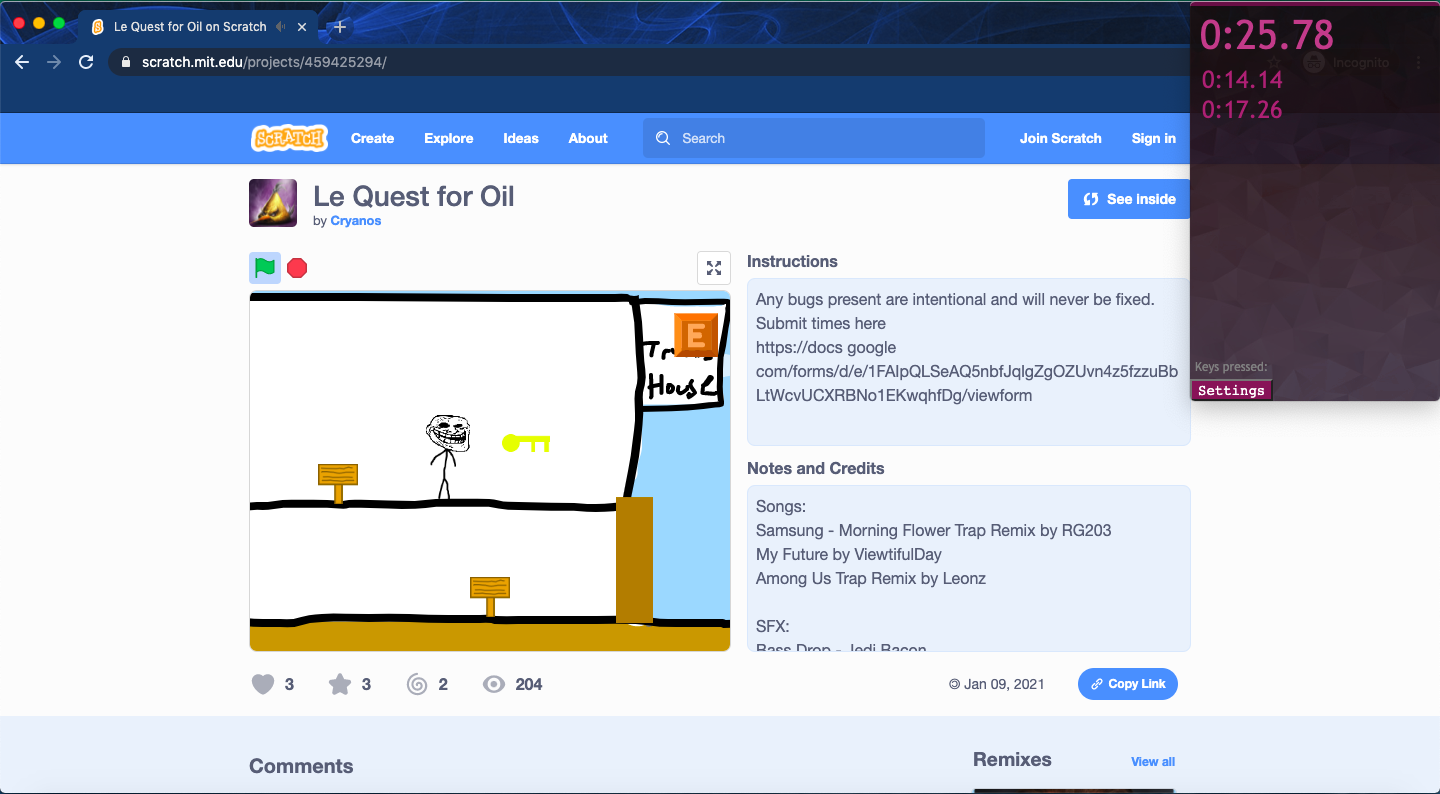 Le Quest for Oil on Scratch
scratch.mit.edu/projects/459425294/
Incognito
0:25.78
0:14.14
0:17.26
Keys pressed:
Settings
SCRATCH
Create
Explore
Ideas
About
Search
Join Scratch
Sign in
Le Quest for Oil
by Cryanos
See inside
E
House
Instructions
Any bugs present are intentional and will never be fixed.
Submit times here
https://docs google
com/forms/d/e/1FAIpQLSeAQ5nbfJqIgZgOZUvn4z5fzzuBb
LtWcvUCXRBNo1EKwqhfDg/viewform
Notes and Credits
Songs:
Samsung - Morning Flower Trap Remix by RG203
My Future by ViewtifulDay
Among Us Trap Remix by Leonz
SFX:
Bass Drop - Jedi Bacon
3
3
2
204
© Jan 09, 2021
Copy Link
Comments
Remixes
View all